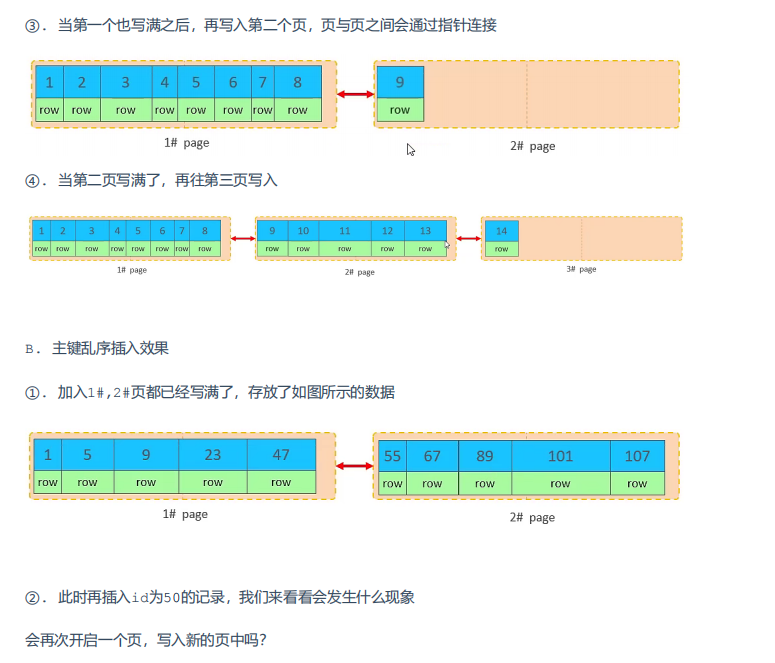 ③. 当第一个也写满之后，再写入第二个页，页与页之间会通过指针连接
1 2 3 4 5 6 7 8 9
row row row row row row row row row
1# page 2# page
④. 当第二页写满了，再往第三页写入
1 2 3 4 5 6 7 8 9 10 11 12 13 14
row row row row row row row row row row row row row row
1# page 2# page 3# page
B. 主键乱序插入效果
①. 加入1#,2#页都已经写满了，存放了如图所示的数据
1 5 9 23 47 55 67 89 101 107
row row row row row row row row row row
1# page 2# page
②. 此时再插入id为50的记录，我们来看看会发生什么现象
会再次开启一个页，写入新的页中吗？